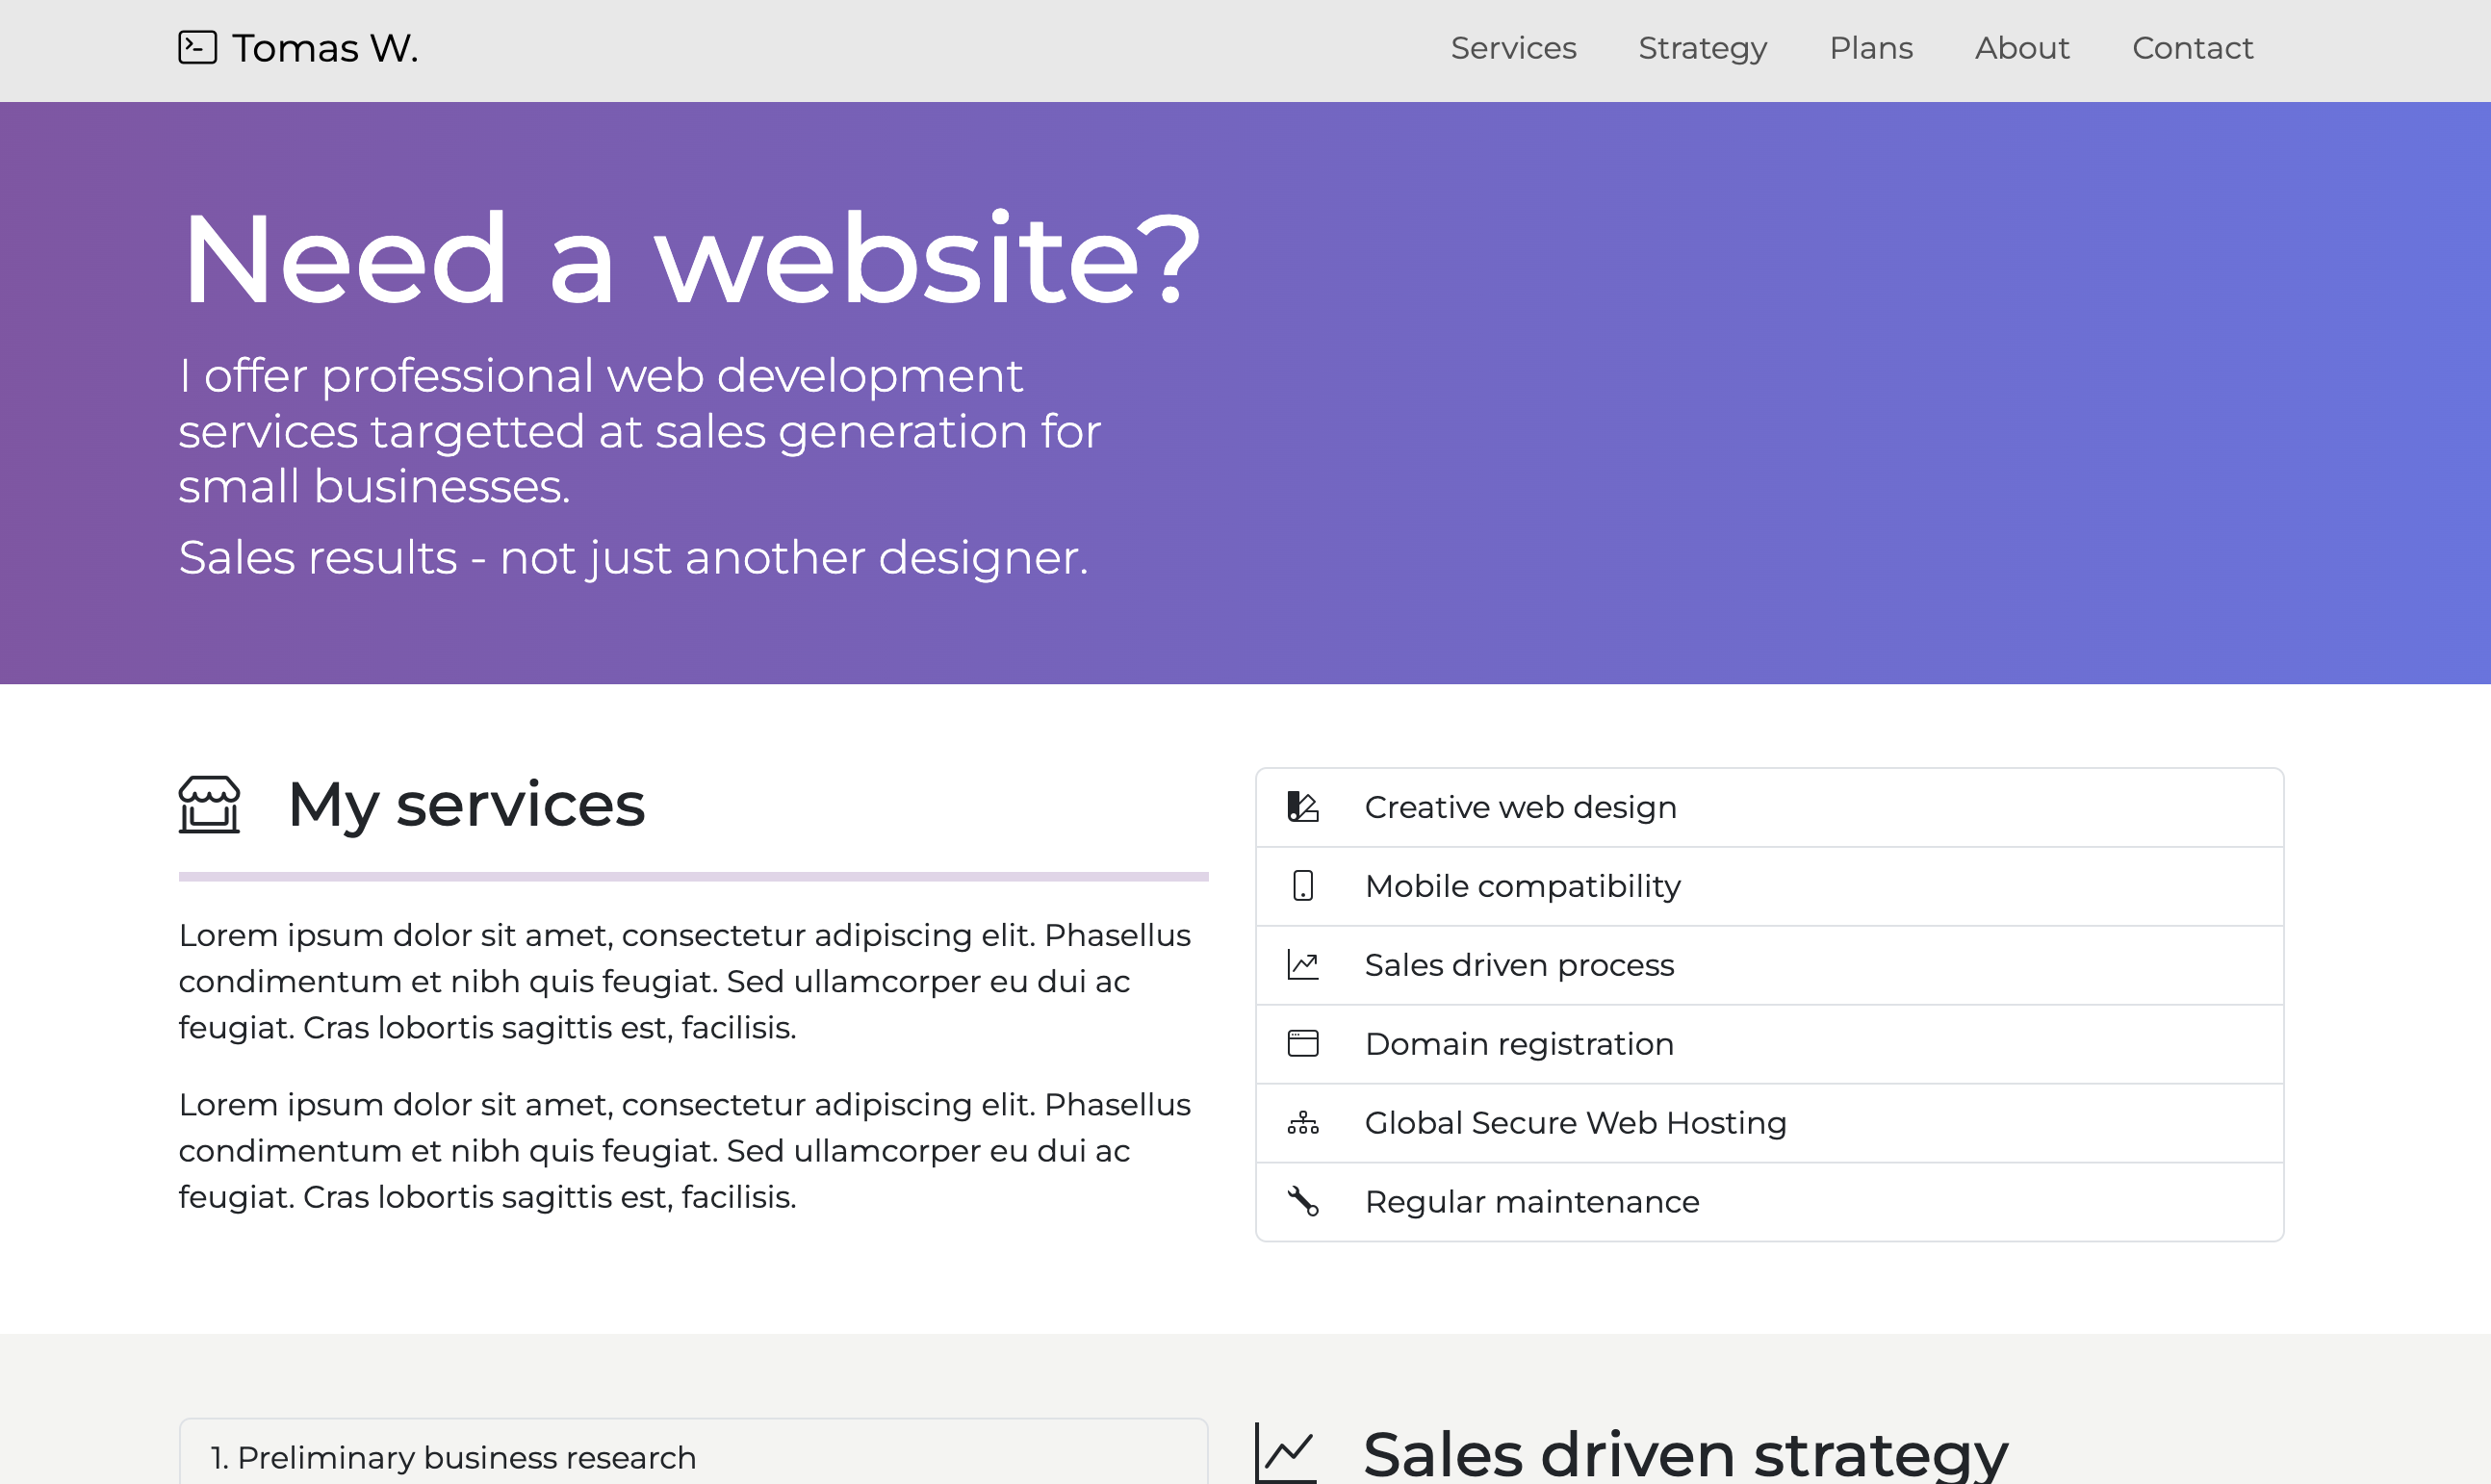 Tomas W.
Services
Strategy
Plans
About
Contact
Need a website?
I offer professional web development
services targetted at sales generation for
small businesses.
Sales results - not just another designer.
My services
Lorem ipsum dolor sit amet, consectetur adipiscing elit. Phasellus
condimentum et nibh quis feugiat. Sed ullamcorper eu dui ac
feugiat. Cras lobortis sagittis est, facilisis.
Lorem ipsum dolor sit amet, consectetur adipiscing elit. Phasellus
condimentum et nibh quis feugiat. Sed ullamcorper eu dui ac
feugiat. Cras lobortis sagittis est, facilisis.
Creative web design
Mobile compatibility
Sales driven process
Domain registration
Global Secure Web Hosting
Regular maintenance
1. Preliminary business research
Sales driven strategy